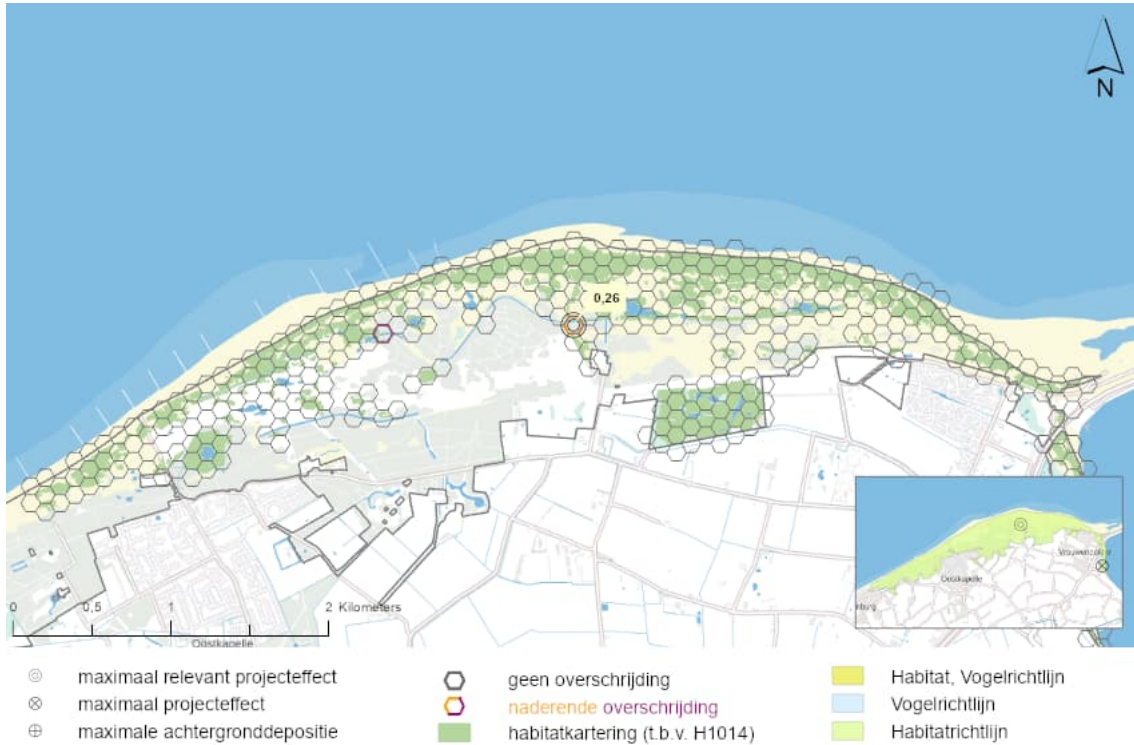 N
0,26
0 0,5 1 2 Kilometers
Oostkapelle
Oostkapelle
maximaal relevant projecteffect
maximaal projecteffect
maximale achtergronddepositie
geen overschrijding
naderende overschrijding
habitatkartering (t.b.v. H1014)
Habitat, Vogelrichtlijn
Vogelrichtlijn
Habitatrichtlijn